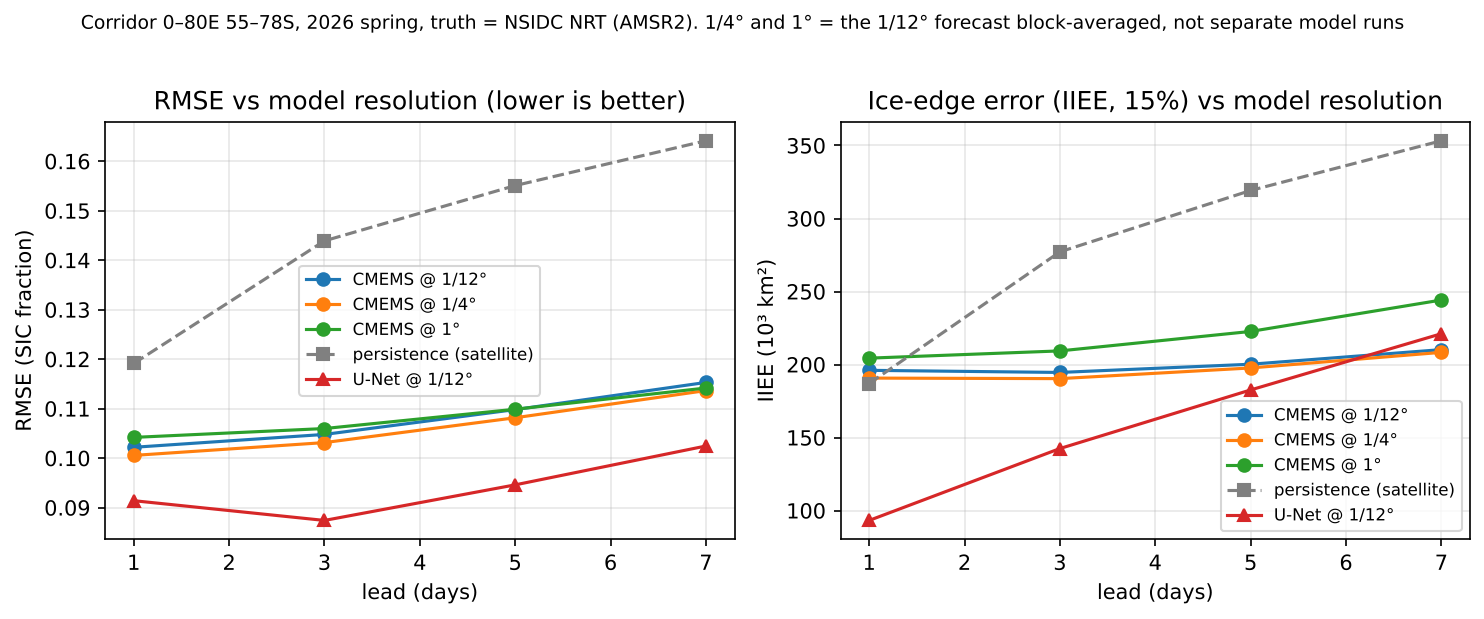 Corridor 0–80E 55–78S, 2026 spring, truth = NSIDC NRT (AMSR2). 1/4° and 1° = the 1/12° forecast block-averaged, not separate model runs
RMSE vs model resolution (lower is better)
RMSE (SIC fraction)
0.16
0.15
0.14
0.13
0.12
0.11
0.10
0.09
CMEMS @ 1/12°
CMEMS @ 1/4°
CMEMS @ 1°
persistence (satellite)
U-Net @ 1/12°
1 2 3 4 5 6 7
lead (days)
Ice-edge error (IIEE, 15%) vs model resolution
IIEE (10³ km²)
350
300
250
200
150
100
CMEMS @ 1/12°
CMEMS @ 1/4°
CMEMS @ 1°
persistence (satellite)
U-Net @ 1/12°
1 2 3 4 5 6 7
lead (days)